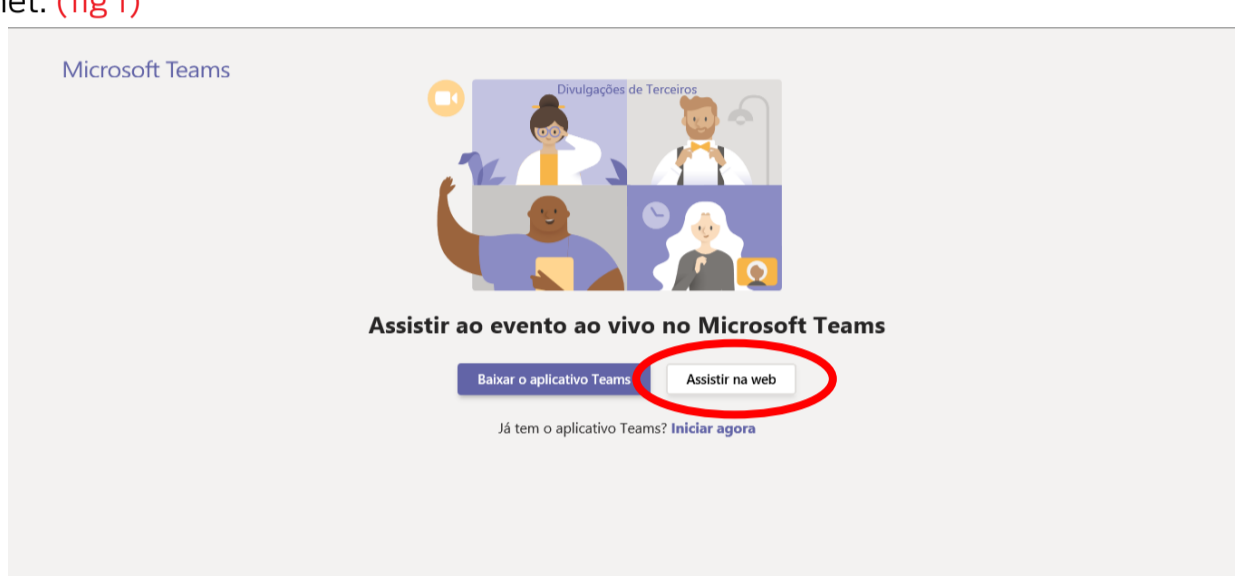 (fig 1)
Microsoft Teams
Divulgações de Terceiros
Assistir ao evento ao vivo no Microsoft Teams
Baixar o aplicativo Teams
Assistir na web
Já tem o aplicativo Teams? Iniciar agora